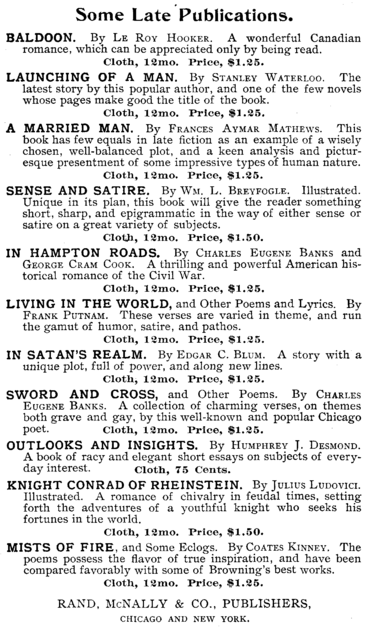 Some Late Publications.
BALDOON. By LE ROY HOOKER. A wonderful Canadian
romance, which can be appreciated only by being read.
Cloth, 12mo. Price, $1.25.
LAUNCHING OF A MAN. By STANLEY WATERLOO. The
latest story by this popular author, and one of the few novels
whose pages make good the title of the book.
Cloth, 12mo. Price, $1.25.
A MARRIED MAN. By FRANCES AYMAR MATHEWS. This
book has few equals in late fiction as an example of a wisely
chosen, well-balanced plot, and a keen analysis and pictur-
esque presentment of some impressive types of human nature.
Cloth, 12mo. Price, $1.25.
SENSE AND SATIRE. By WM. L. BREYFOGLE. Illustrated.
Unique in its plan, this book will give the reader something
short, sharp, and epigrammatic in the way of either sense or
satire on a great variety of subjects.
Cloth, 12mo. Price, $1.50.
IN HAMPTON ROADS. By CHARLES EUGENE BANKS and
GEORGE CRAM COOK. A thrilling and powerful American his-
torical romance of the Civil War.
Cloth, 12mo. Price, $1.25.
LIVING IN THE WORLD, and Other Poems and Lyrics. By
FRANK PUTNAM. These verses are varied in theme, and run
the gamut of humor, satire, and pathos.
Cloth, 12mo. Price, $1.25.
IN SATAN'S REALM. By EDGAR C. BLUM. A story with a
unique plot, full of power, and along new lines.
Cloth, 12mo. Price, $1.25.
SWORD AND CROSS, and Other Poems. By CHARLES
EUGENE BANKS. A collection of charming verses, on themes
both grave and gay, by this well-known and popular Chicago
poet. Cloth, 12mo. Price, $1.25.
OUTLOOKS AND INSIGHTS. By HUMPHREY J. DESMOND.
A book of racy and elegant short essays on subjects of every-
day interest. Cloth, 75 Cents.
KNIGHT CONRAD OF RHEINSTEIN. By JULIUS LUDOVICI.
Illustrated. A romance of chivalry in feudal times, setting
forth the adventures of a youthful knight who seeks his
fortunes in the world.
Cloth, 12mo. Price, $1.50.
MISTS OF FIRE, and Some Eclogs. By COATES KINNEY. The
poems possess the flavor of true inspiration, and have been
compared favorably with some of Browning's best works.
Cloth, 12mo. Price, $1.25.
RAND, McNALLY & CO., PUBLISHERS,
CHICAGO AND NEW YORK.